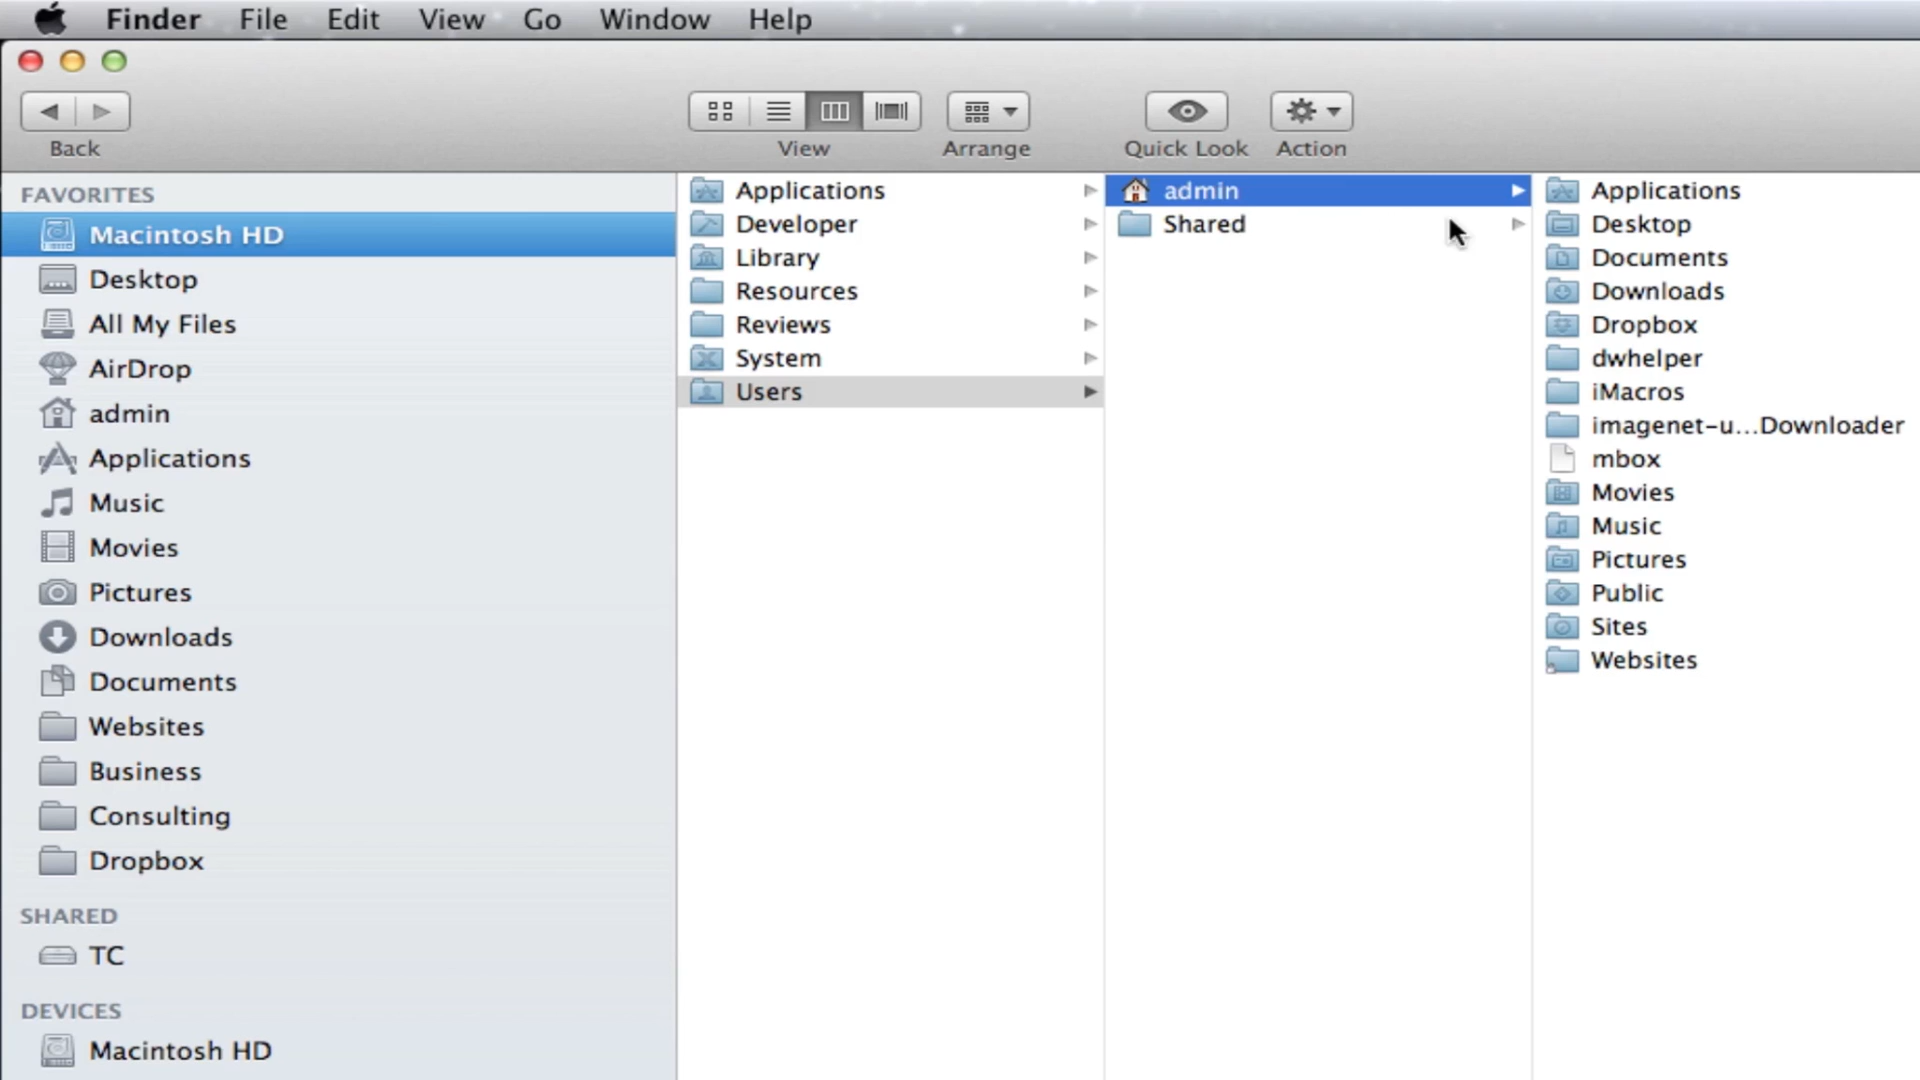 Finder File Edit View Go Window Help
Back View Arrange Quick Look Action
FAVORITES
Macintosh HD
Desktop
All My Files
AirDrop
admin
Applications
Music
Movies
Pictures
Downloads
Documents
Websites
Business
Consulting
Dropbox
SHARED
TC
DEVICES
Macintosh HD
Applications
Developer
Library
Resources
Reviews
System
Users
admin
Shared
Applications
Desktop
Documents
Downloads
Dropbox
dwhelper
iMacros
imagenet-u...Downloader
mbox
Movies
Music
Pictures
Public
Sites
Websites